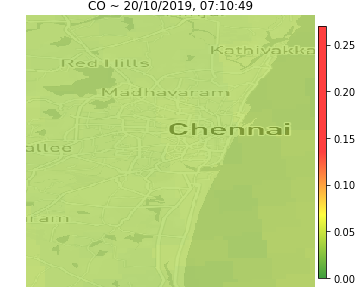 CO ~ 20/10/2019, 07:10:49
Kathivakka
Red Hills
Madhavaram
Chennai
allee
ram
0.25
0.20
0.15
0.10
0.05
0.00